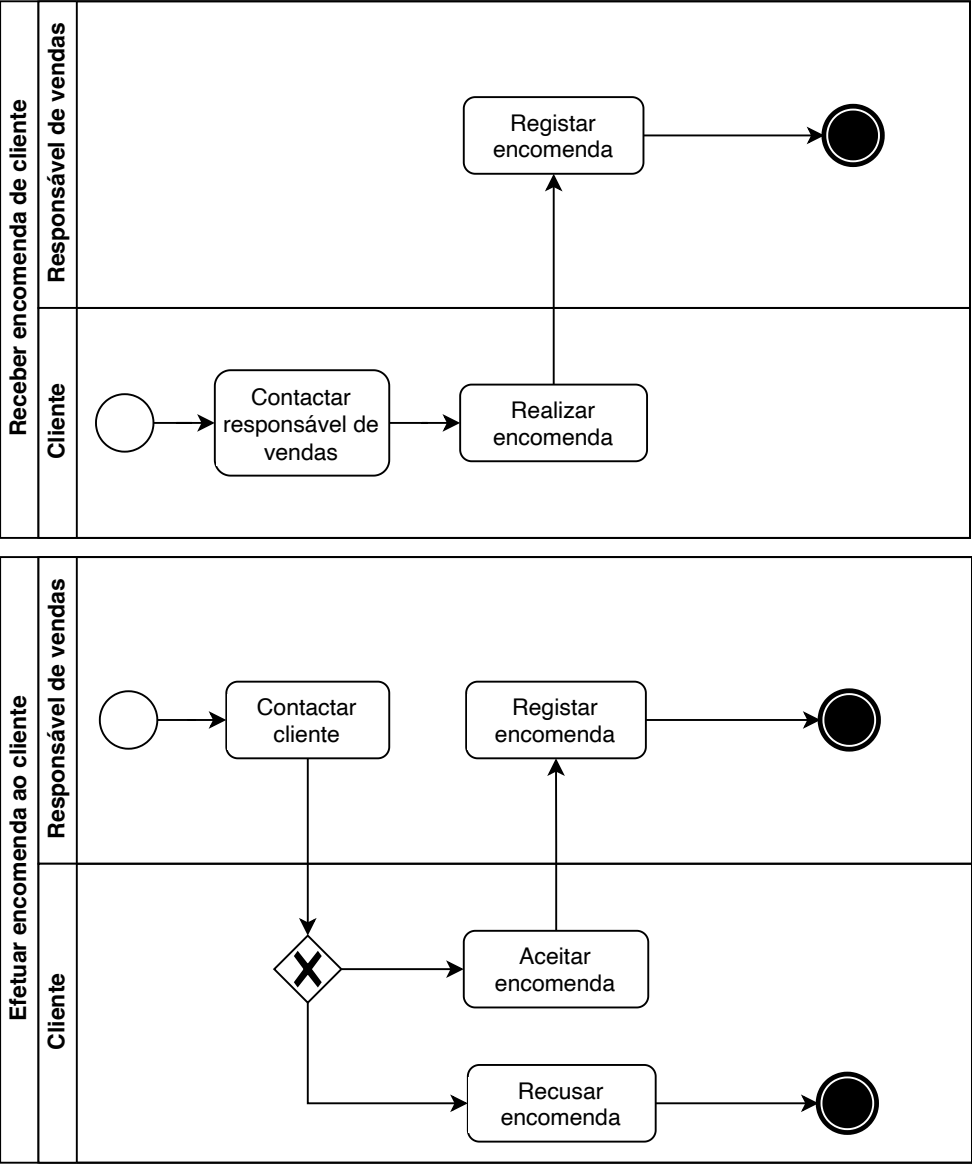 Receber encomenda de cliente
Responsável de vendas
Registar
encomenda
Cliente
Contactar
responsável de
vendas
Realizar
encomenda
Efetuar encomenda ao cliente
Responsável de vendas
Contactar
cliente
Registar
encomenda
Cliente
Aceitar
encomenda
Recusar
encomenda